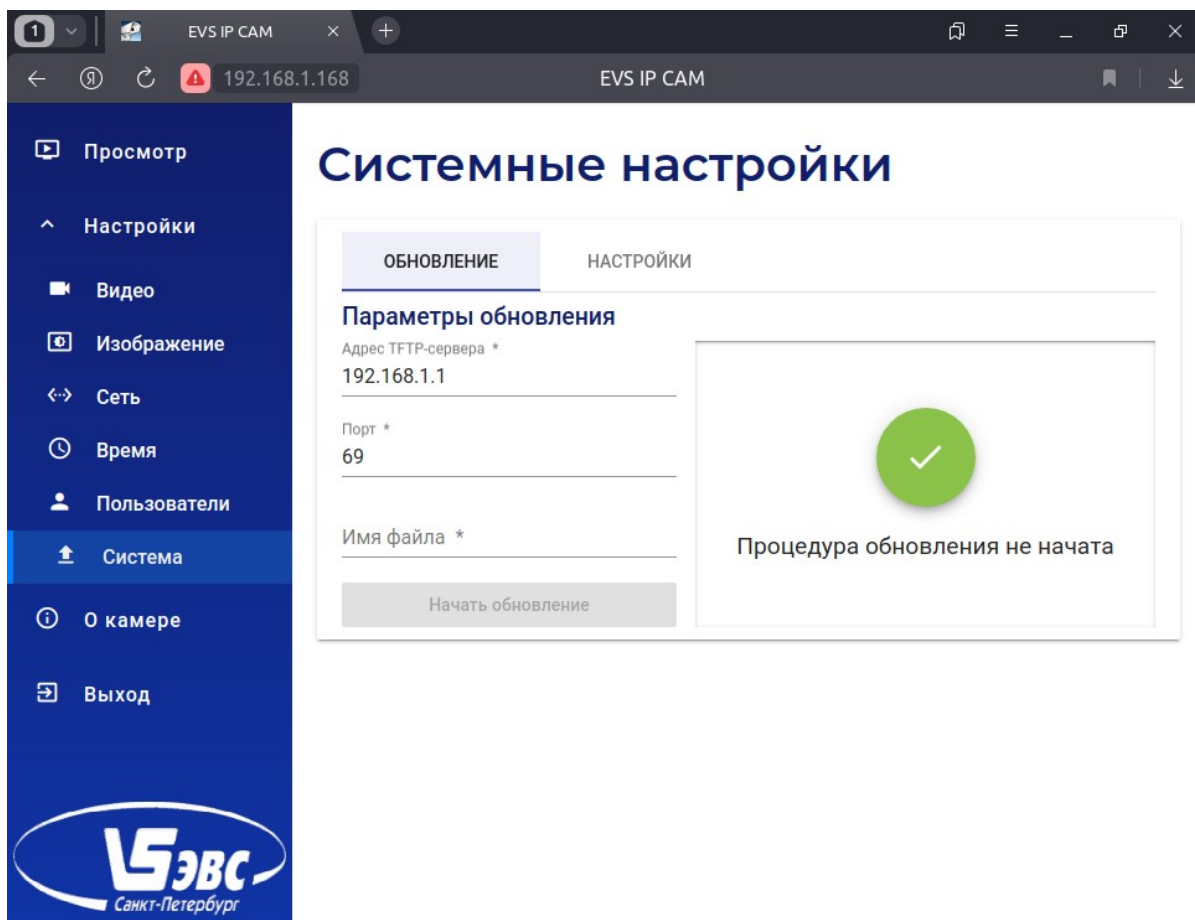 1
EVS IP CAM
192.168.1.168
EVS IP CAM
Просмотр
Настройки
Видео
Изображение
Сеть
Время
Пользователи
Система
О камере
Выход
ЭВС
Санкт-Петербург
Системные настройки
ОБНОВЛЕНИЕ
НАСТРОЙКИ
Параметры обновления
Адрес TFTP-сервера *
192.168.1.1
Порт *
69
Имя файла *
Начать обновление
Процедура обновления не начата